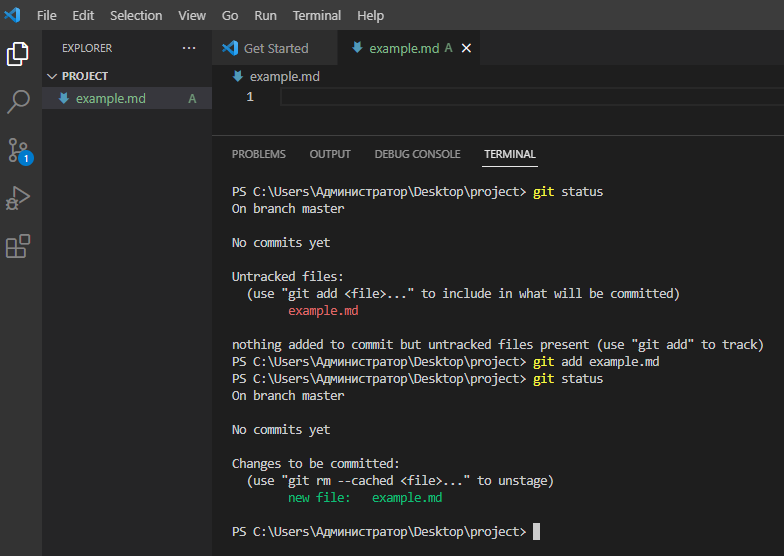 File Edit Selection View Go Run Terminal Help
EXPLORER ...
Get Started
example.md A
PROJECT
example.md A
example.md
1
1
PROBLEMS OUTPUT DEBUG CONSOLE TERMINAL
PS C:\Users\Администратор\Desktop\project> git status
On branch master
No commits yet
Untracked files:
(use "git add <file>..." to include in what will be committed)
example.md
nothing added to commit but untracked files present (use "git add" to track)
PS C:\Users\Администратор\Desktop\project> git add example.md
PS C:\Users\Администратор\Desktop\project> git status
On branch master
No commits yet
Changes to be committed:
(use "git rm --cached <file>..." to unstage)
new file:   example.md
PS C:\Users\Администратор\Desktop\project>